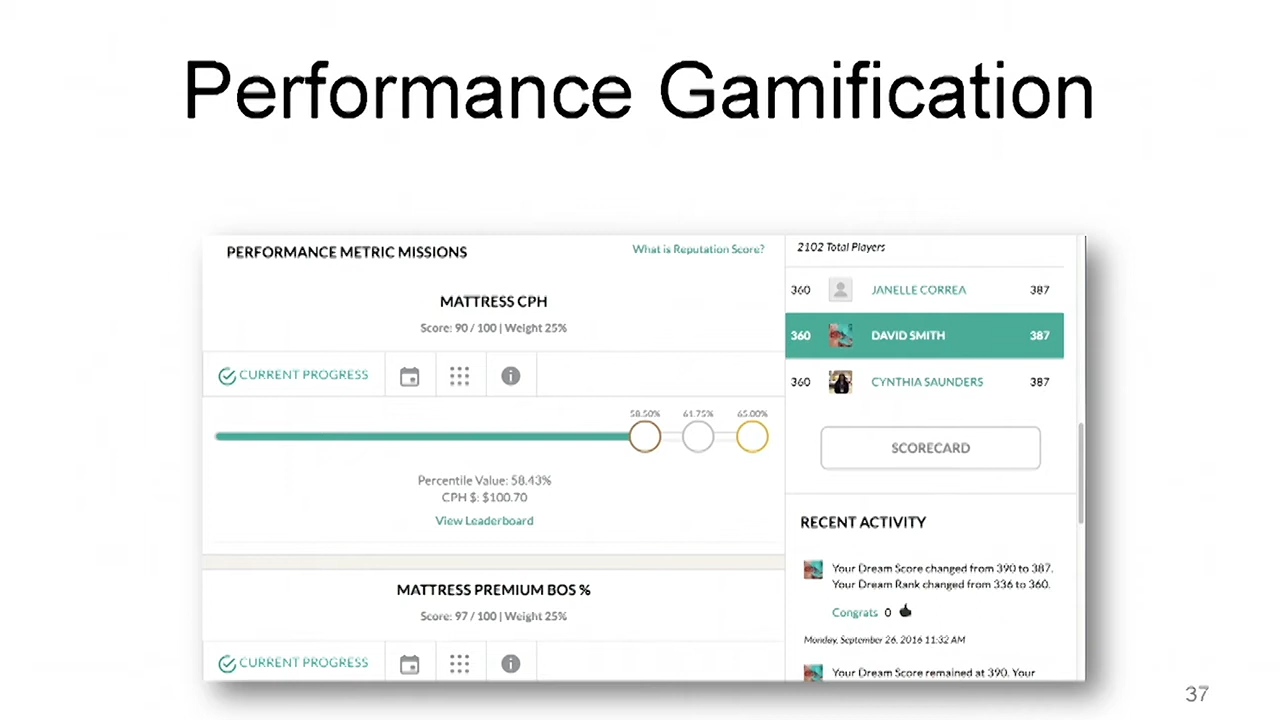 Performance Gamification
PERFORMANCE METRIC MISSIONS
What is Reputation Score?
MATTRESS CPH
Score: 90 / 100 | Weight 25%
CURRENT PROGRESS
58.50% 61.75% 65.00%
Percentile Value: 58.43%
CPH $: $100.70
View Leaderboard
MATTRESS PREMIUM BOS %
Score: 97 / 100 | Weight 25%
CURRENT PROGRESS
2102 Total Players
360 JANELLE CORREA 387
360 DAVID SMITH 387
360 CYNTHIA SAUNDERS 387
SCORECARD
RECENT ACTIVITY
Your Dream Score changed from 390 to 387.
Your Dream Rank changed from 336 to 360.
Congrats 0
Monday, September 26, 2016 11:32 AM
Your Dream Score remained at 390. Your
37